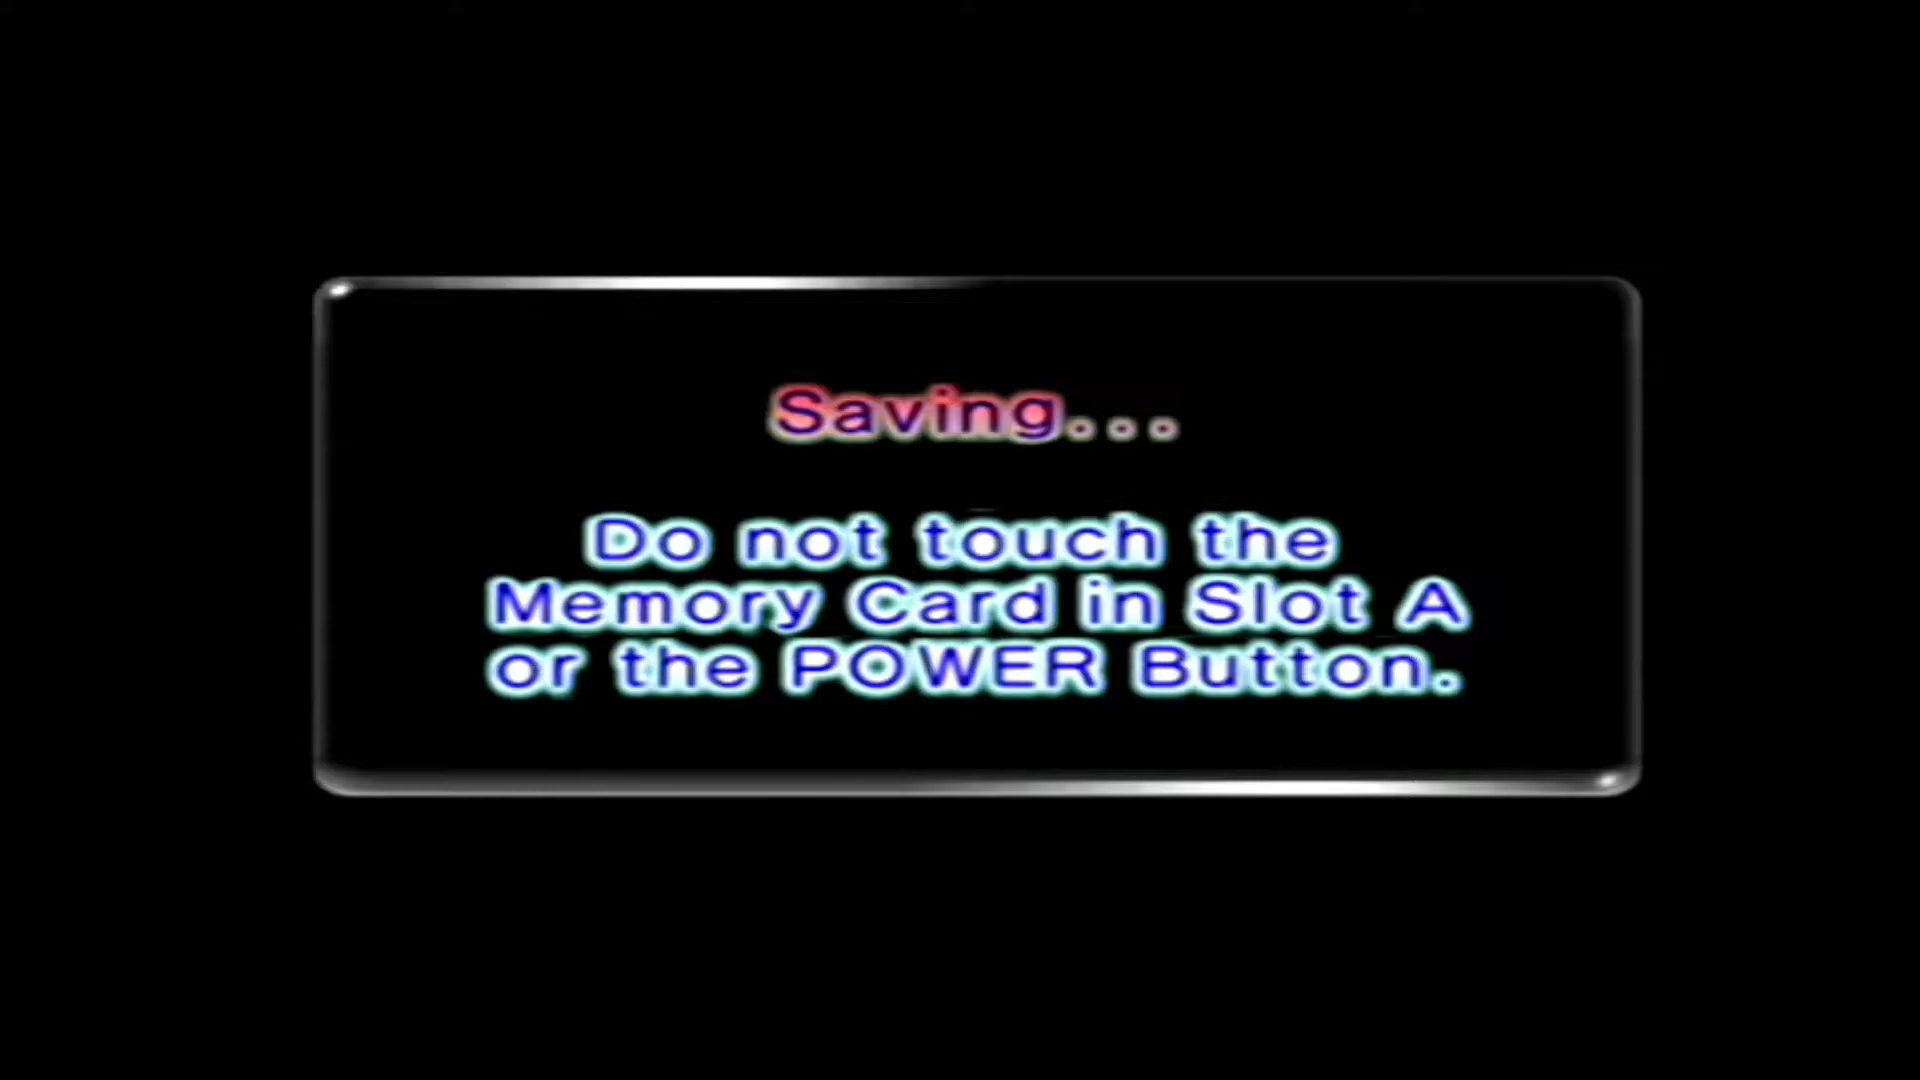 Saving...
Do not touch the
Memory Card in Slot A
or the POWER Button.